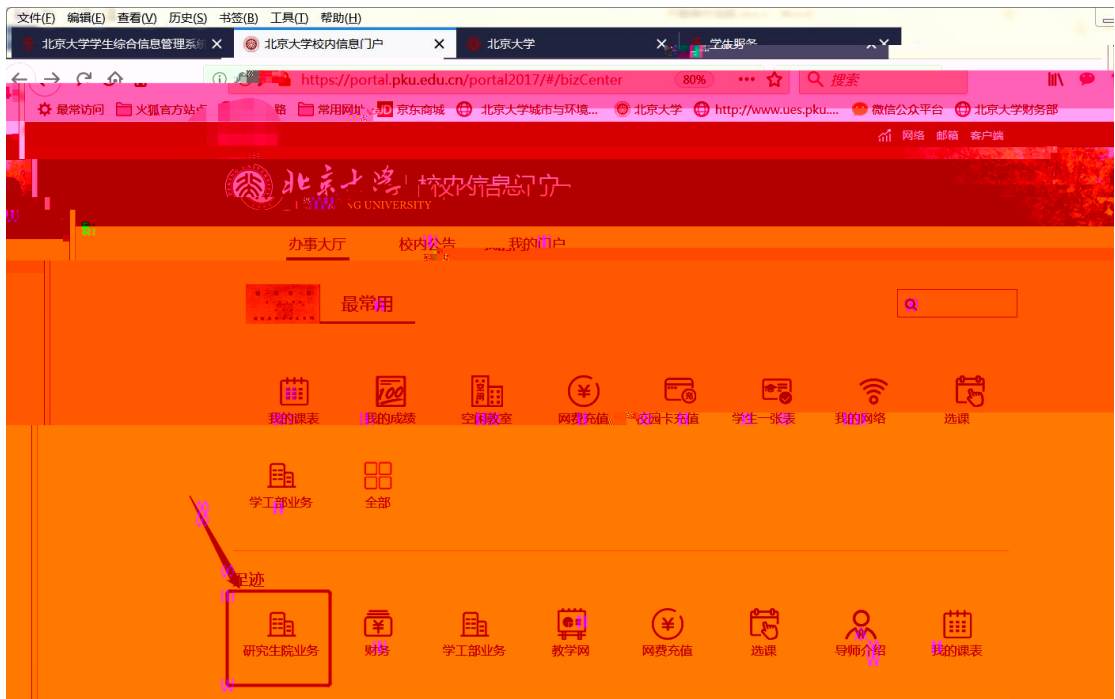 文件(F) 编辑(E) 查看(V) 历史(S) 书签(B) 工具(T) 帮助(H)
北京大学学生综合信息管理系统 北京大学校内信息门户 北京大学 学生服务
https://portal.pku.edu.cn/portal2017/#/bizCenter 80% 搜索
最常访问 火狐官方站点 常用网址 京东商城 北京大学城市与环境... 北京大学 http://www.ues.pku.... 微信公众平台 北京大学财务部
网络 邮箱 客户端
北京大学 校内信息门户
NG UNIVERSITY
办事大厅 校内公告 我的门户
最常用
我的课表 我的成绩 空闲教室 网费充值 校园卡充值 学生一张表 我的网络 选课
学工部业务 全部
足迹
研究生院业务 财务 学工部业务 教学网 网费充值 选课 导师介绍 我的课表